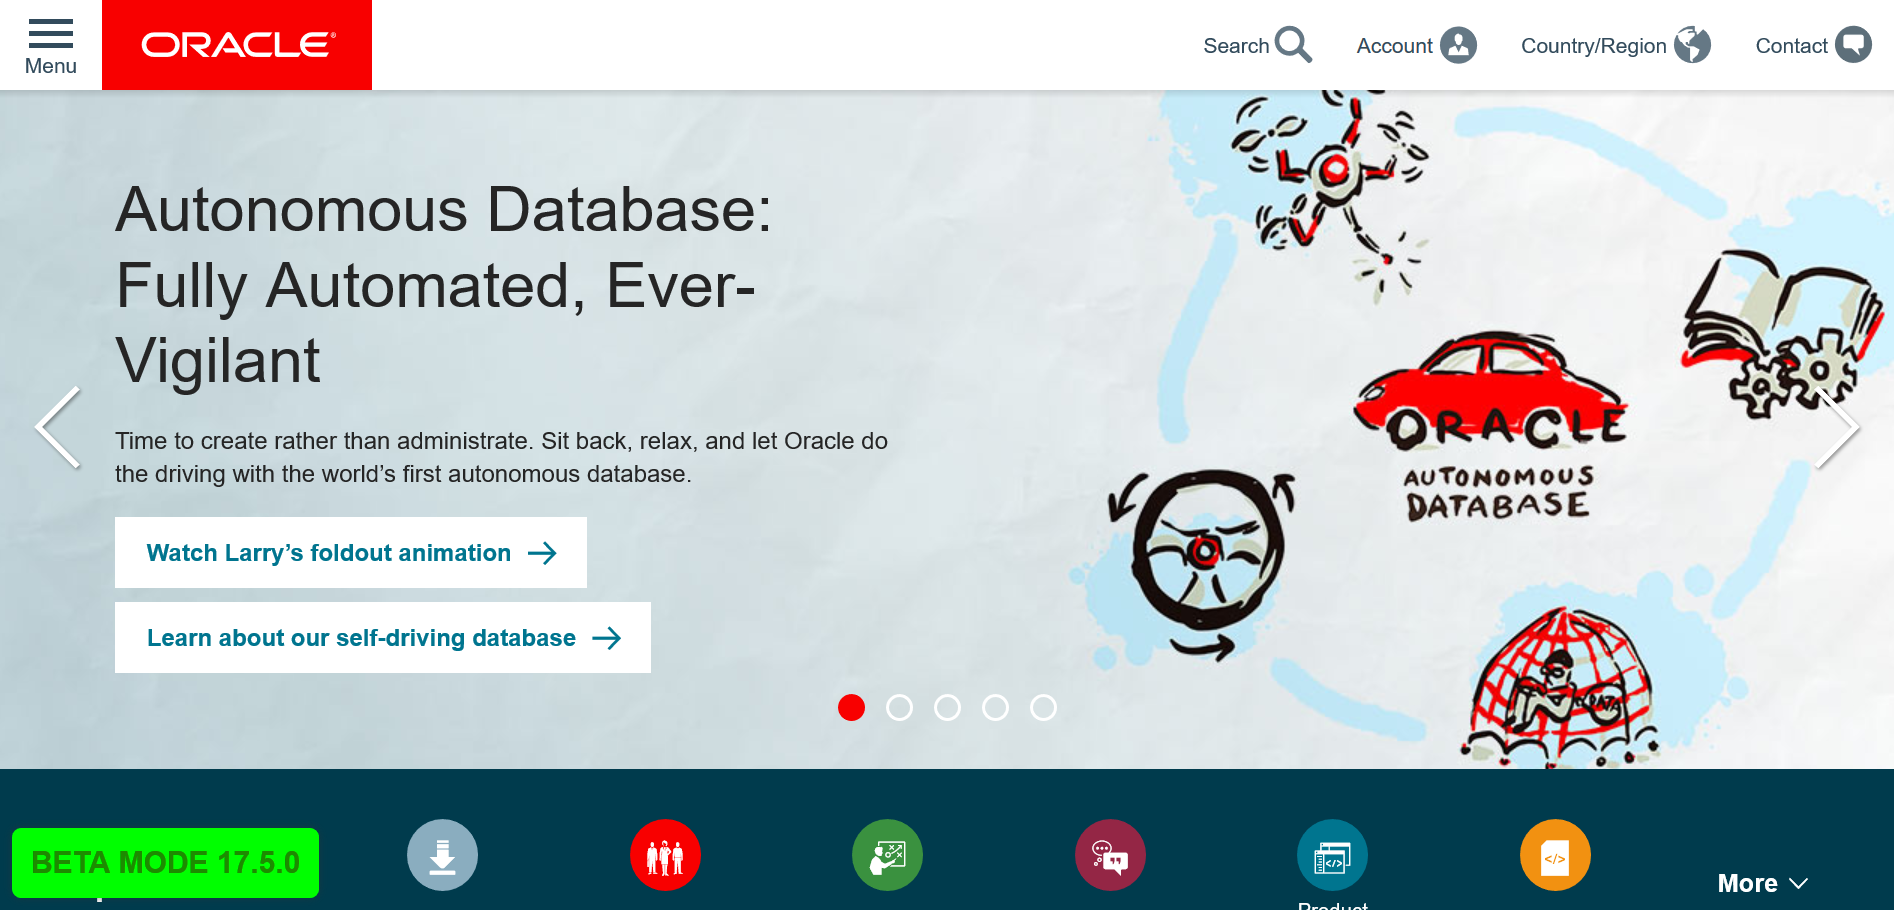 Menu
ORACLE®
Search
Account
Country/Region
Contact
Autonomous Database:
Fully Automated, Ever-
Vigilant
Time to create rather than administrate. Sit back, relax, and let Oracle do
the driving with the world’s first autonomous database.
Watch Larry’s foldout animation
Learn about our self-driving database
ORACLE
AUTONOMOUS
DATABASE
DATA
BETA MODE 17.5.0
</>
</>
More
Product